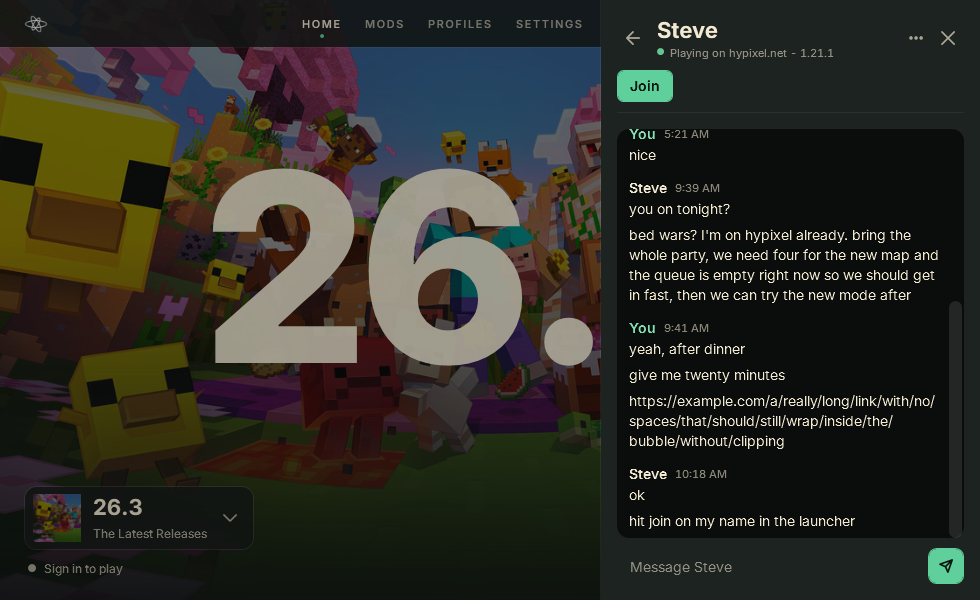 HOME MODS PROFILES SETTINGS
26.
26.3
The Latest Releases
Sign in to play
Steve
Playing on hypixel.net - 1.21.1
Join
You 5:21 AM
nice
Steve 9:39 AM
you on tonight?
bed wars? I'm on hypixel already. bring the
whole party, we need four for the new map and
the queue is empty right now so we should get
in fast, then we can try the new mode after
You 9:41 AM
yeah, after dinner
give me twenty minutes
https://example.com/a/really/long/link/with/no/
spaces/that/should/still/wrap/inside/the/
bubble/without/clipping
Steve 10:18 AM
ok
hit join on my name in the launcher
Message Steve